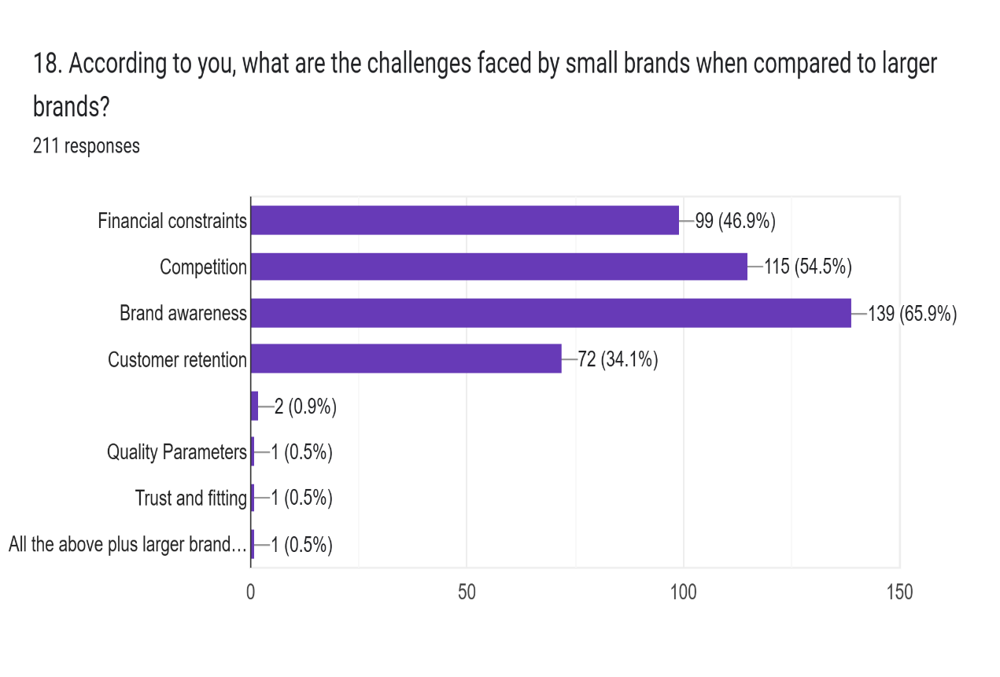 18. According to you, what are the challenges faced by small brands when compared to larger
brands?
211 responses
Financial constraints 99 (46.9%)
Competition 115 (54.5%)
Brand awareness 139 (65.9%)
Customer retention 72 (34.1%)
2 (0.9%)
Quality Parameters 1 (0.5%)
Trust and fitting 1 (0.5%)
All the above plus larger brand… 1 (0.5%)
0 50 100 150